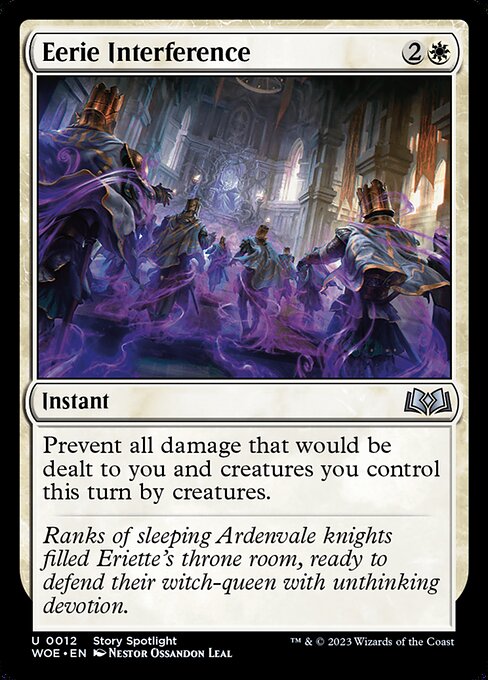 Eerie Interference 2
Instant
Prevent all damage that would be
dealt to you and creatures you control
this turn by creatures.
Ranks of sleeping Ardenvale knights
filled Eriette's throne room, ready to
defend their witch-queen with unthinking
devotion.
U 0012 Story Spotlight
WOE • EN Nestor Ossandon Leal
™ & © 2023 Wizards of the Coast